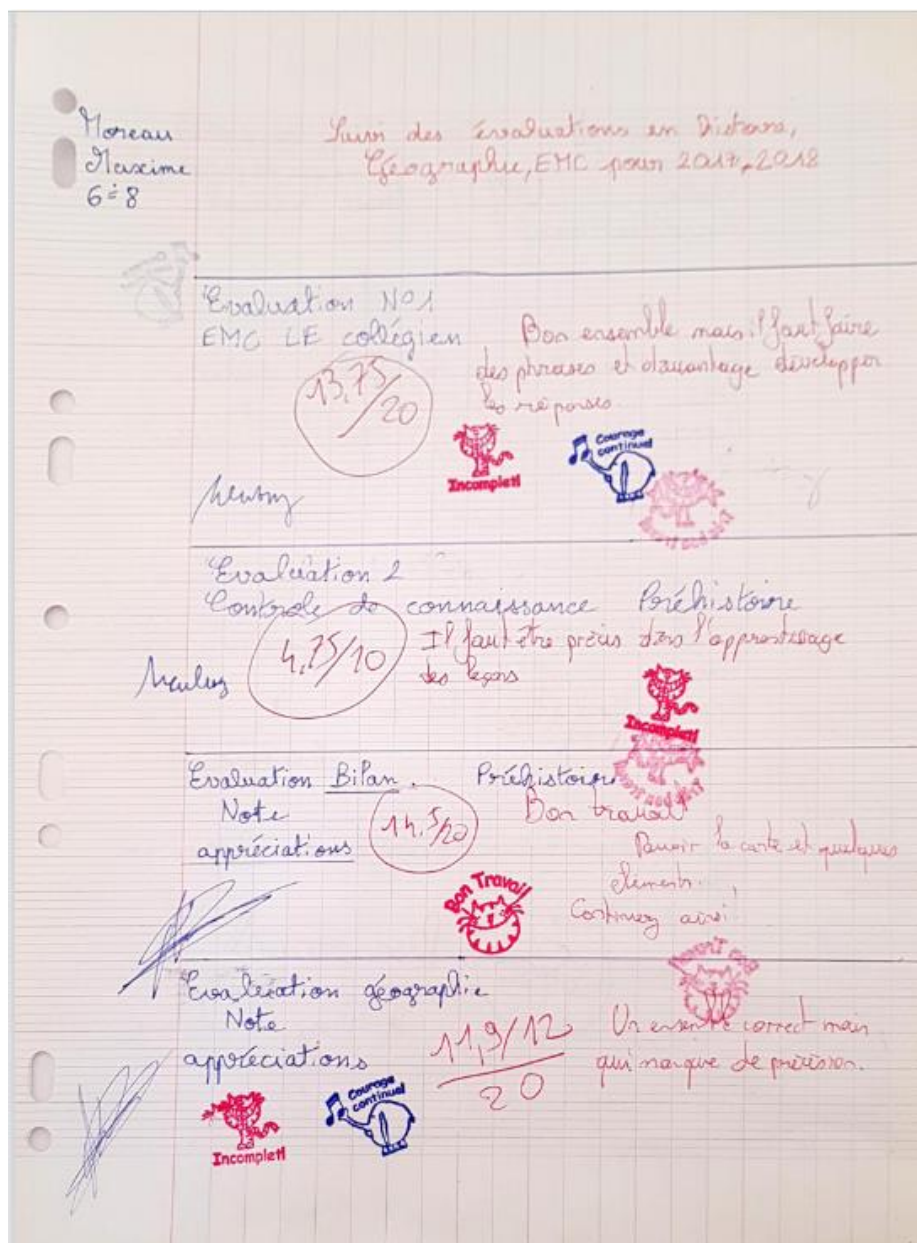 Moreau
Maxime
6è8
Suivi des évaluations en Histoire,
Géographie, EMC pour 2017-2018
Evaluation N°1
EMC LE collégien
13,75/20
Bon ensemble mais il faut faire
des phrases et davantage développer
les réponses.
Incomplet!
Courage
continue!
Evaluation 2
Contrôle de connaissance Préhistoire
4,75/10
Il faut être précis dans l'apprentissage
des leçons
Incomplet!
Evaluation Bilan. Préhistoire
Note
appréciations
14,5/20
Bon travail
la carte et quelques
éléments.
Continuez ainsi!
Bon Travail
Evaluation géographie
Note
appréciations
11,9/12
20
Un ensemble correct mais
qui manque de précision.
Incomplet!
Courage
continue!